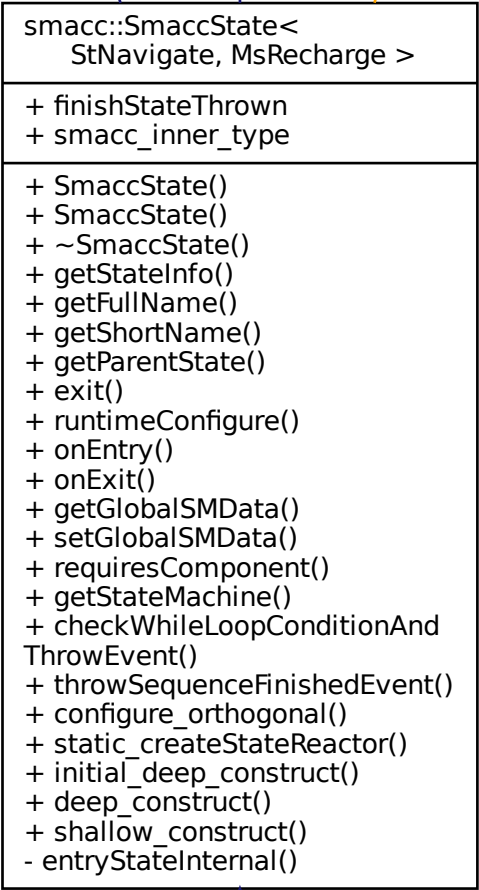 smacc::SmaccState<
StNavigate, MsRecharge >
+ finishStateThrown
+ smacc_inner_type
+ SmaccState()
+ SmaccState()
+ ~SmaccState()
+ getStateInfo()
+ getFullName()
+ getShortName()
+ getParentState()
+ exit()
+ runtimeConfigure()
+ onEntry()
+ onExit()
+ getGlobalSMData()
+ setGlobalSMData()
+ requiresComponent()
+ getStateMachine()
+ checkWhileLoopConditionAnd
ThrowEvent()
+ throwSequenceFinishedEvent()
+ configure_orthogonal()
+ static_createStateReactor()
+ initial_deep_construct()
+ deep_construct()
+ shallow_construct()
- entryStateInternal()